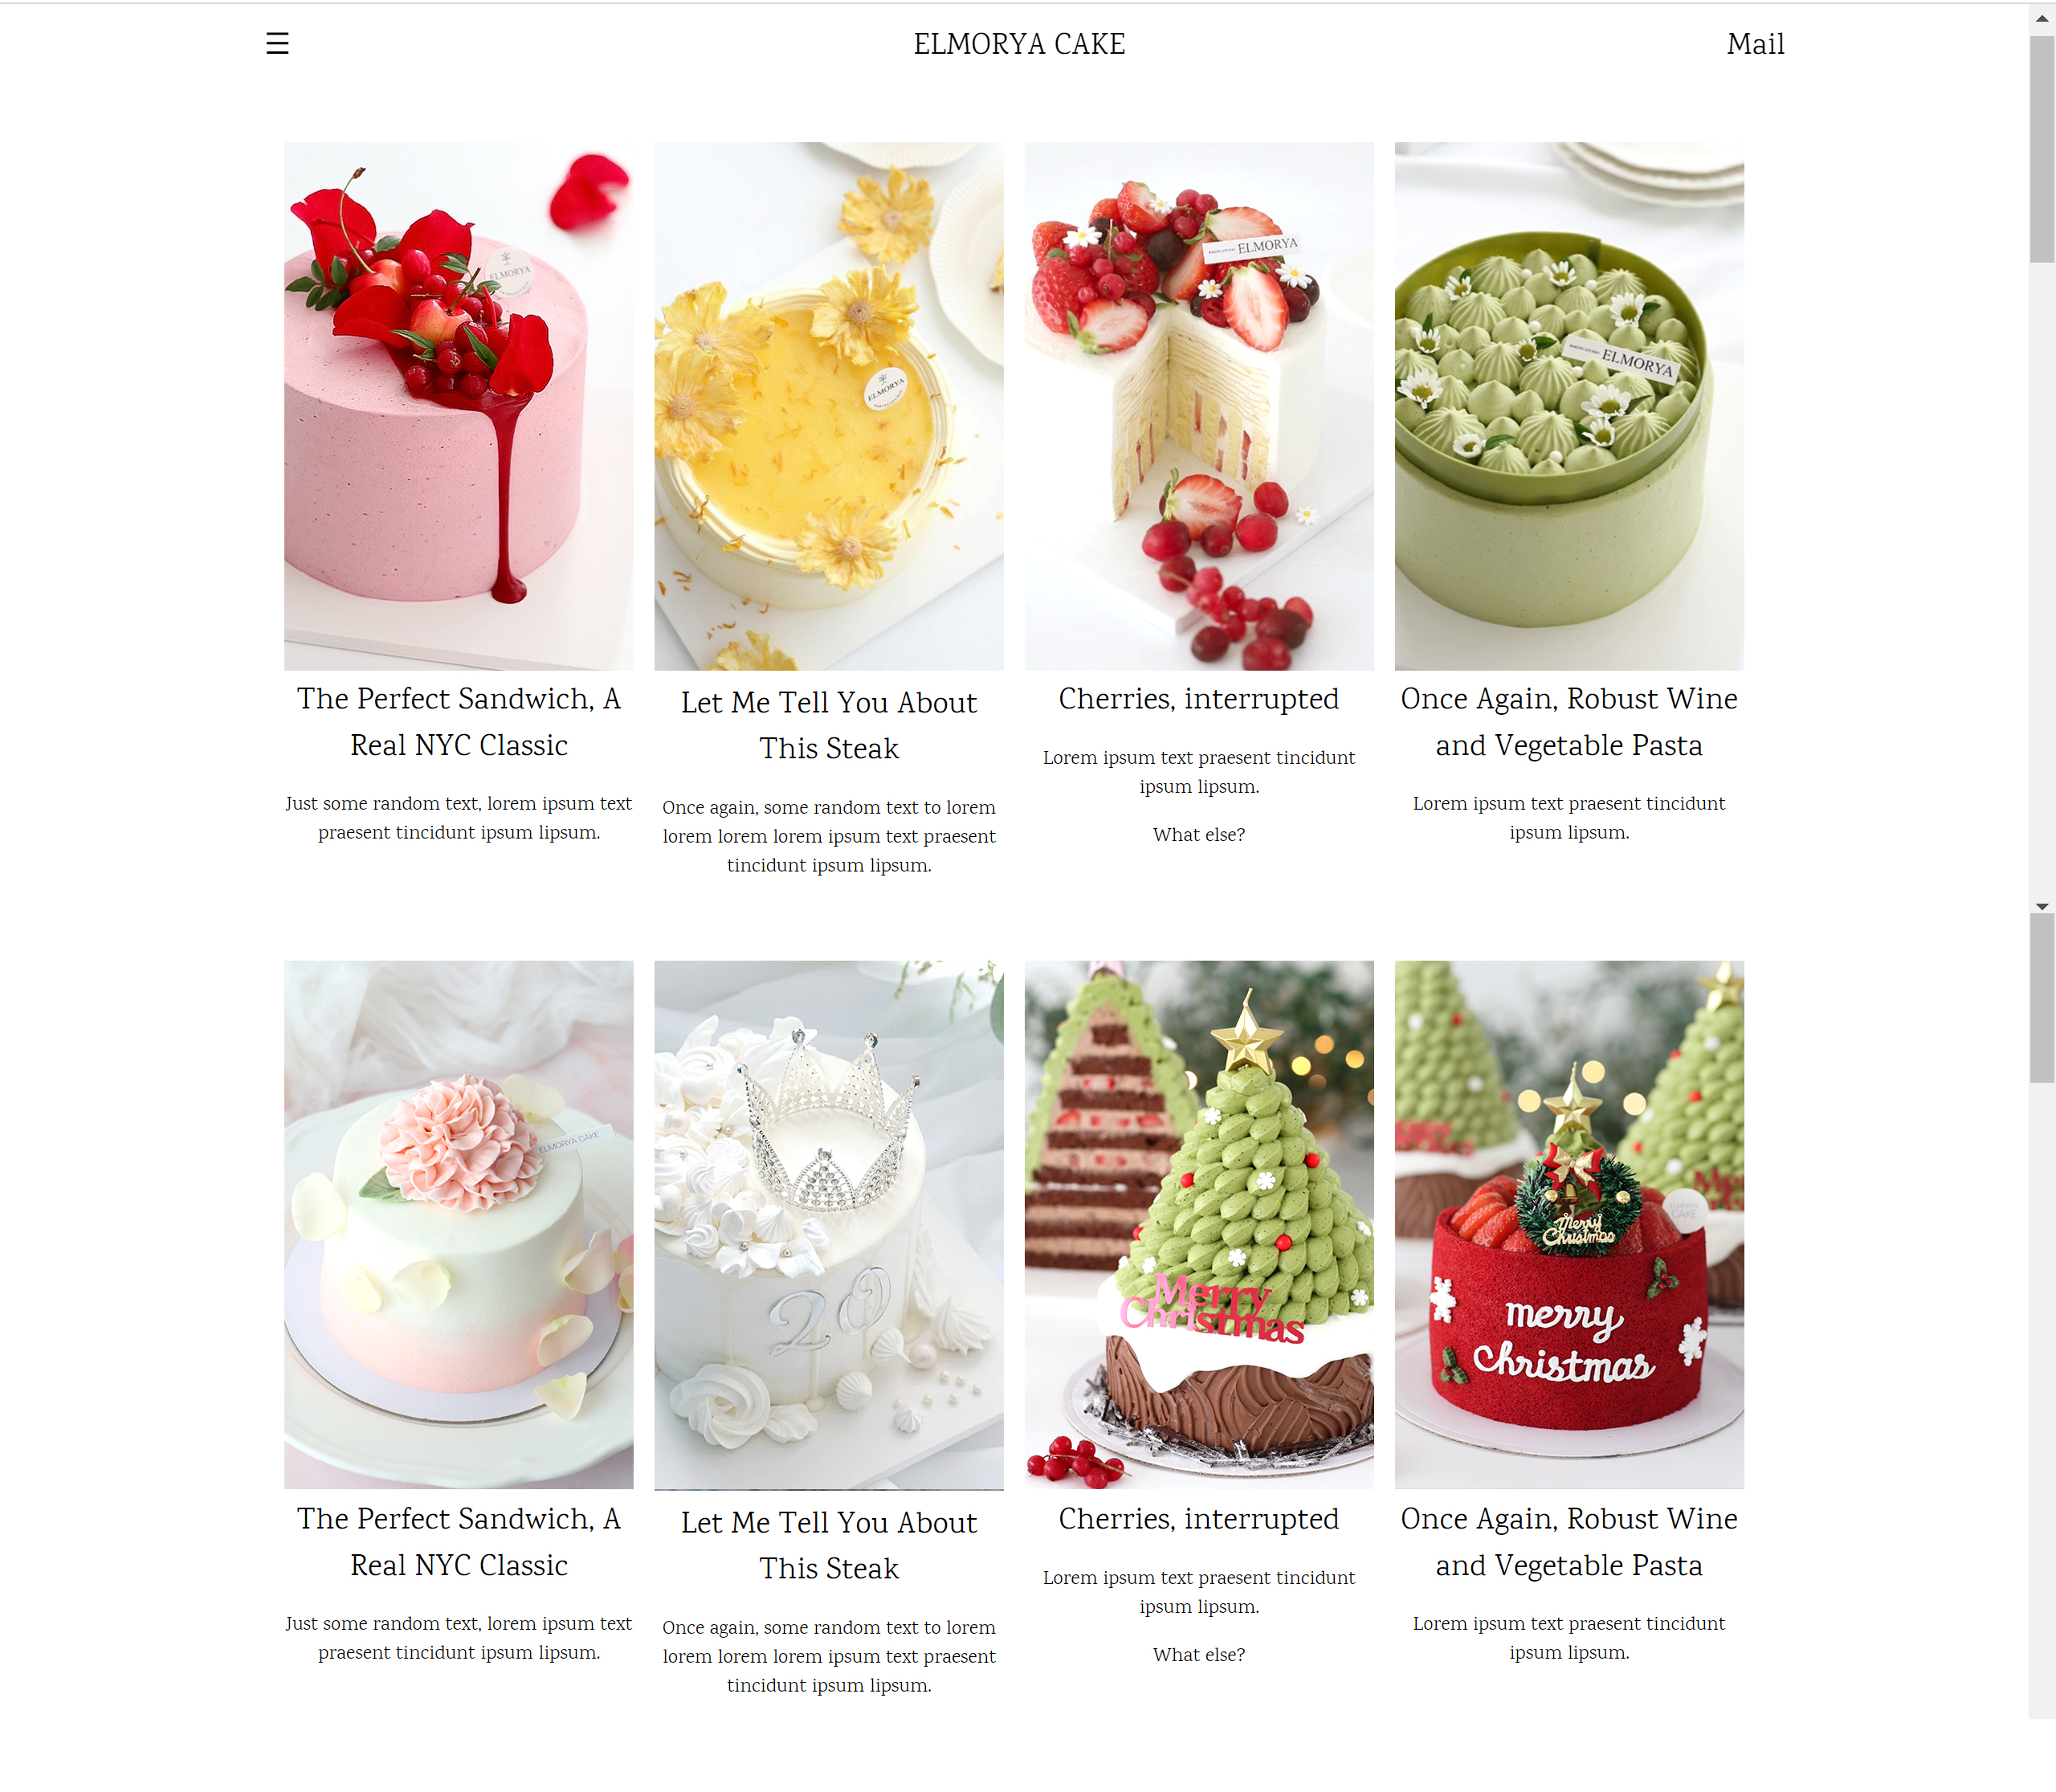 ☰ ELMORYA CAKE Mail
ELMORYA
ELMORYA
ELMORYA
ELMORYA
The Perfect Sandwich, A
Real NYC Classic
Just some random text, lorem ipsum text
praesent tincidunt ipsum lipsum.
Let Me Tell You About
This Steak
Once again, some random text to lorem
lorem lorem lorem ipsum text praesent
tincidunt ipsum lipsum.
Cherries, interrupted
Lorem ipsum text praesent tincidunt
ipsum lipsum.
What else?
Once Again, Robust Wine
and Vegetable Pasta
Lorem ipsum text praesent tincidunt
ipsum lipsum.
ELMORYA CAKE
20
Merry
Christmas
Merry
Christmas
CAKE
merry
Christmas
The Perfect Sandwich, A
Real NYC Classic
Just some random text, lorem ipsum text
praesent tincidunt ipsum lipsum.
Let Me Tell You About
This Steak
Once again, some random text to lorem
lorem lorem lorem ipsum text praesent
tincidunt ipsum lipsum.
Cherries, interrupted
Lorem ipsum text praesent tincidunt
ipsum lipsum.
What else?
Once Again, Robust Wine
and Vegetable Pasta
Lorem ipsum text praesent tincidunt
ipsum lipsum.